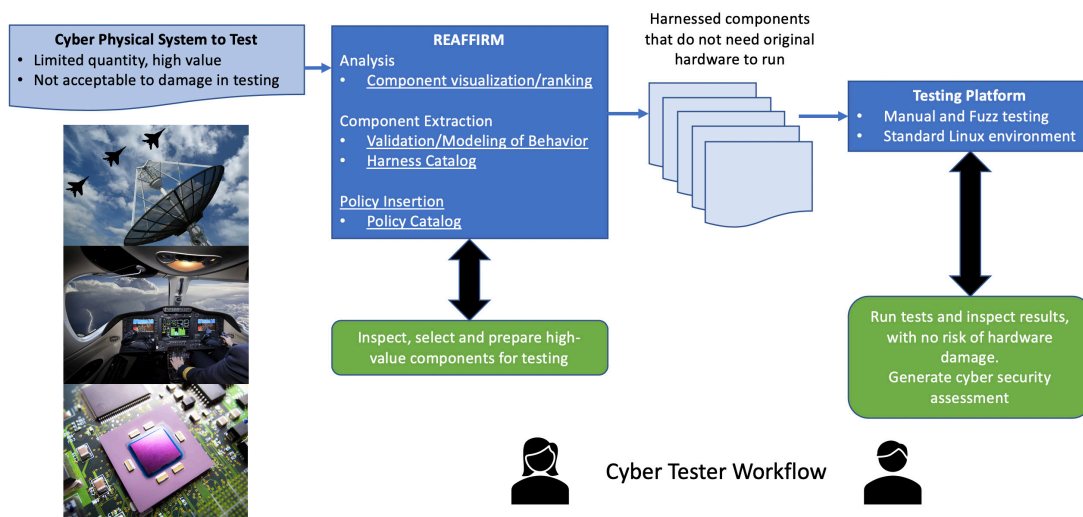 Cyber Physical System to Test
• Limited quantity, high value
• Not acceptable to damage in testing
REAFFIRM
Analysis
• Component visualization/ranking
Component Extraction
• Validation/Modeling of Behavior
• Harness Catalog
Policy Insertion
• Policy Catalog
Harnessed components
that do not need original
hardware to run
Testing Platform
• Manual and Fuzz testing
• Standard Linux environment
Inspect, select and prepare high-
value components for testing
Run tests and inspect results,
with no risk of hardware
damage.
Generate cyber security
assessment
Cyber Tester Workflow